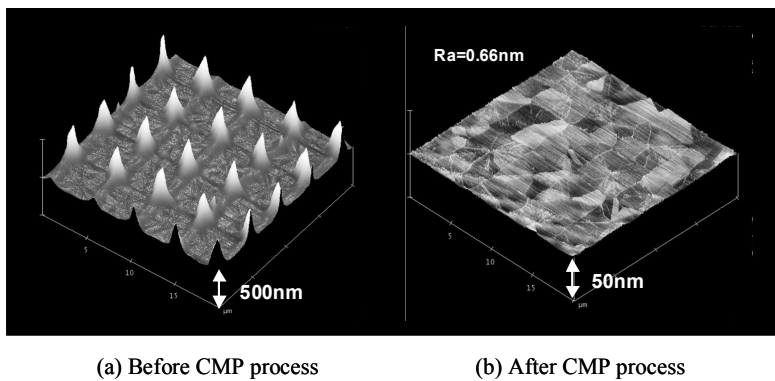 Ra=0.66nm
5
10
15
μm
500nm
5
10
15
μm
50nm
(a) Before CMP process
(b) After CMP process